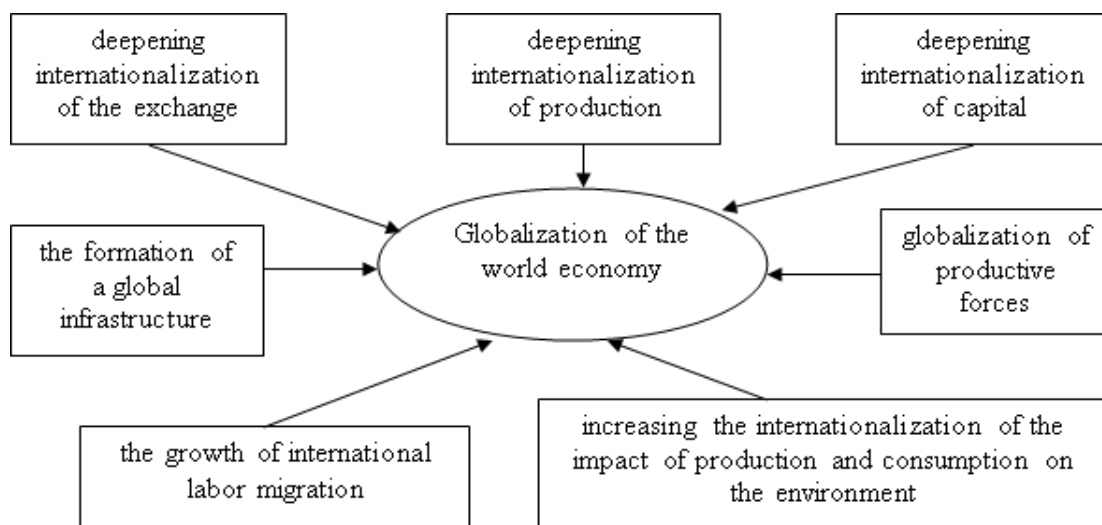 deepening
internationalization
of the exchange
deepening
internationalization
of production
deepening
internationalization
of capital
the formation of
a global
infrastructure
Globalization of the
world economy
globalization of
productive
forces
the growth of international
labor migration
increasing the internationalization of the
impact of production and consumption on
the environment